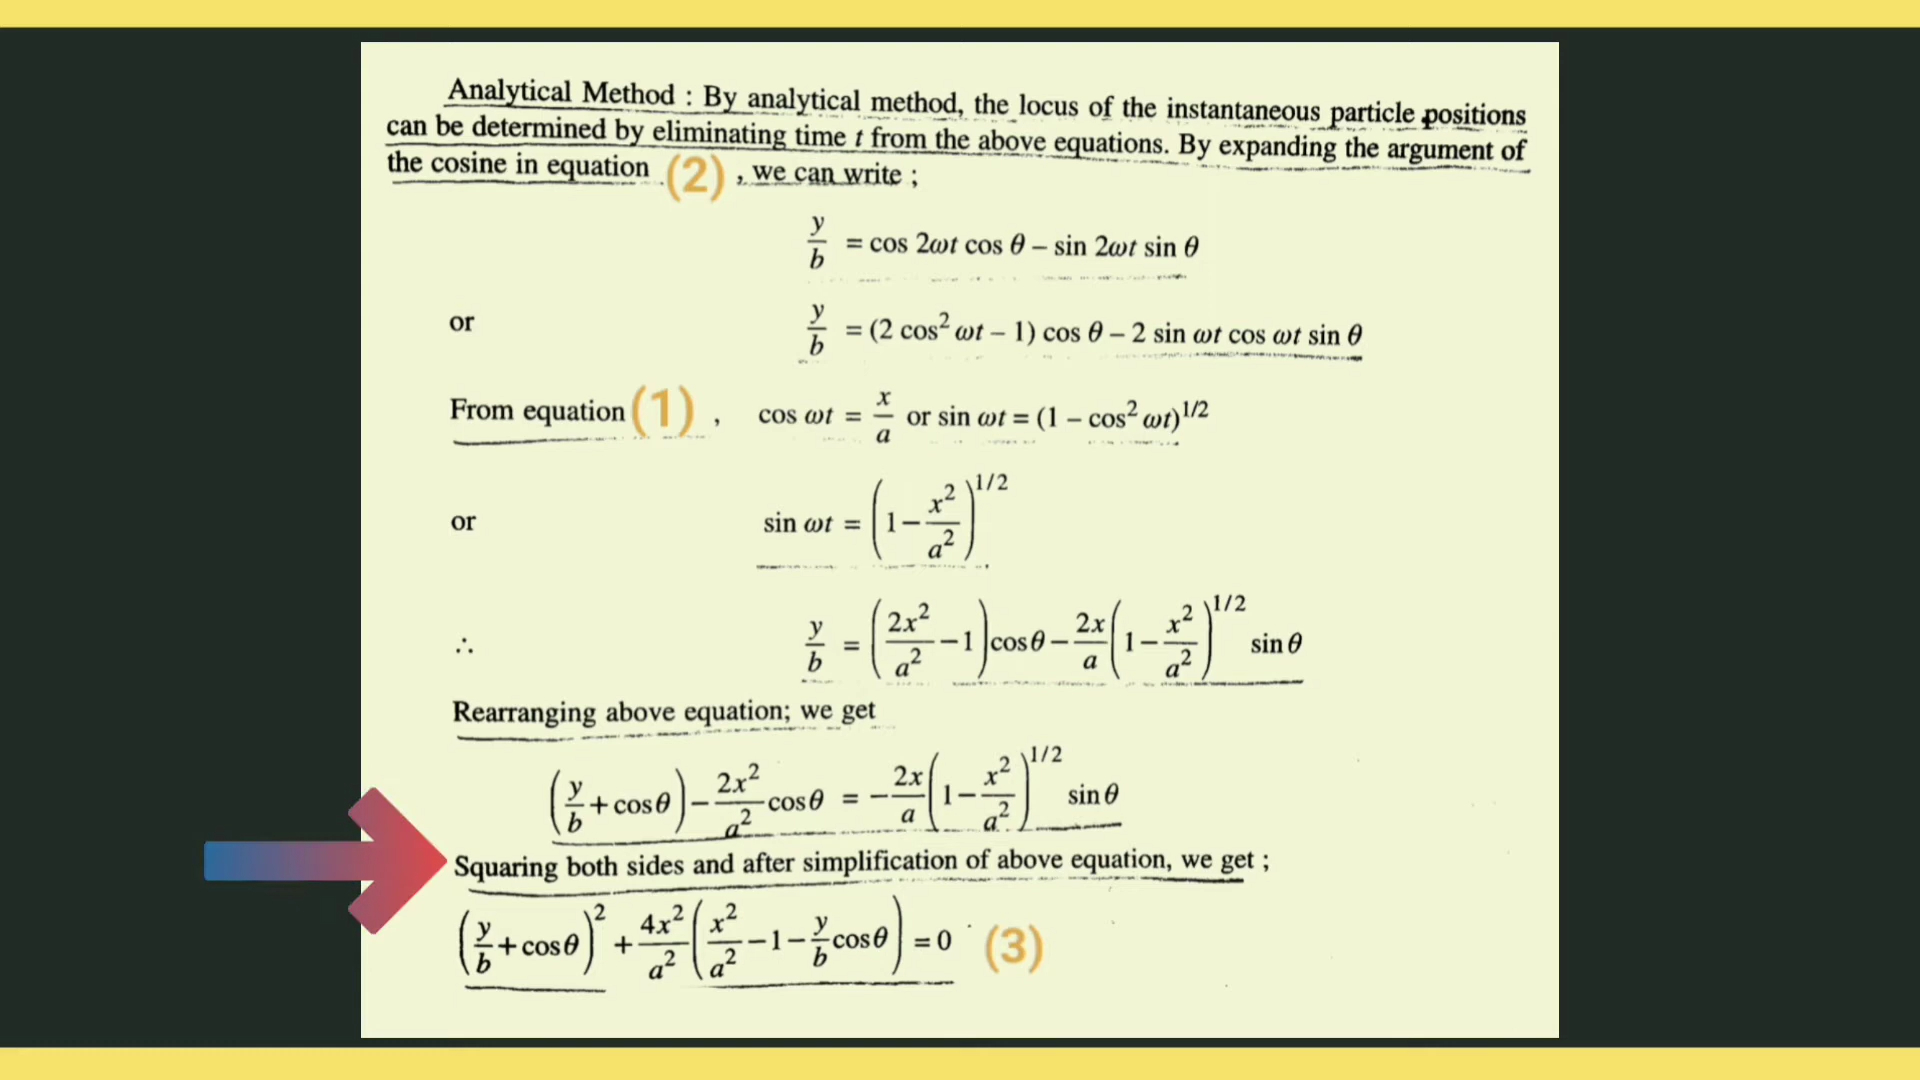 Analytical Method : By analytical method, the locus of the instantaneous particle positions
can be determined by eliminating time t from the above equations. By expanding the argument of
the cosine in equation (2) , we can write ;
y/b = cos 2ωt cos θ – sin 2ωt sin θ
or y/b = (2 cos² ωt – 1) cos θ – 2 sin ωt cos ωt sin θ
From equation (1) , cos ωt = x/a or sin ωt = (1 – cos² ωt)^1/2
or sin ωt = (1 – x²/a²)^1/2
∴ y/b = (2x²/a² – 1) cos θ – 2x/a (1 – x²/a²)^1/2 sin θ
Rearranging above equation; we get
(y/b + cos θ) – 2x²/a² cos θ = – 2x/a (1 – x²/a²)^1/2 sin θ
Squaring both sides and after simplification of above equation, we get ;
(y/b + cos θ)² + 4x²/a² (x²/a² – 1 – y/b cos θ) = 0 (3)